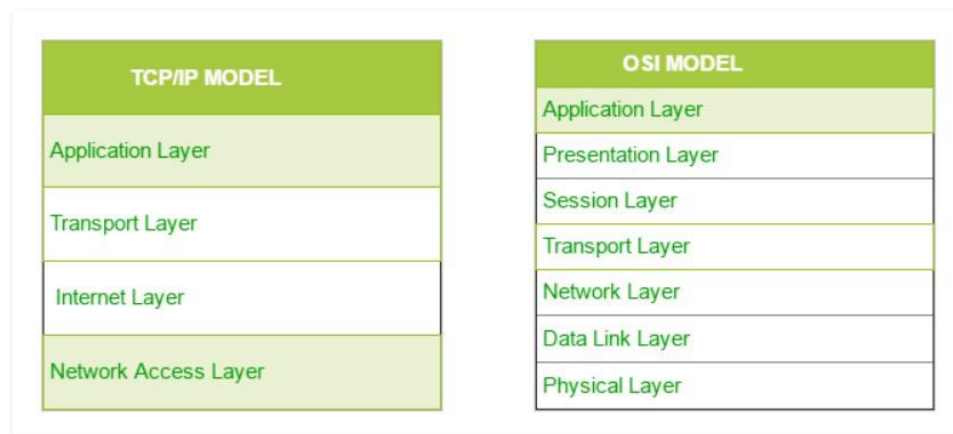 TCP/IP MODEL
Application Layer
Transport Layer
Internet Layer
Network Access Layer
OSI MODEL
Application Layer
Presentation Layer
Session Layer
Transport Layer
Network Layer
Data Link Layer
Physical Layer